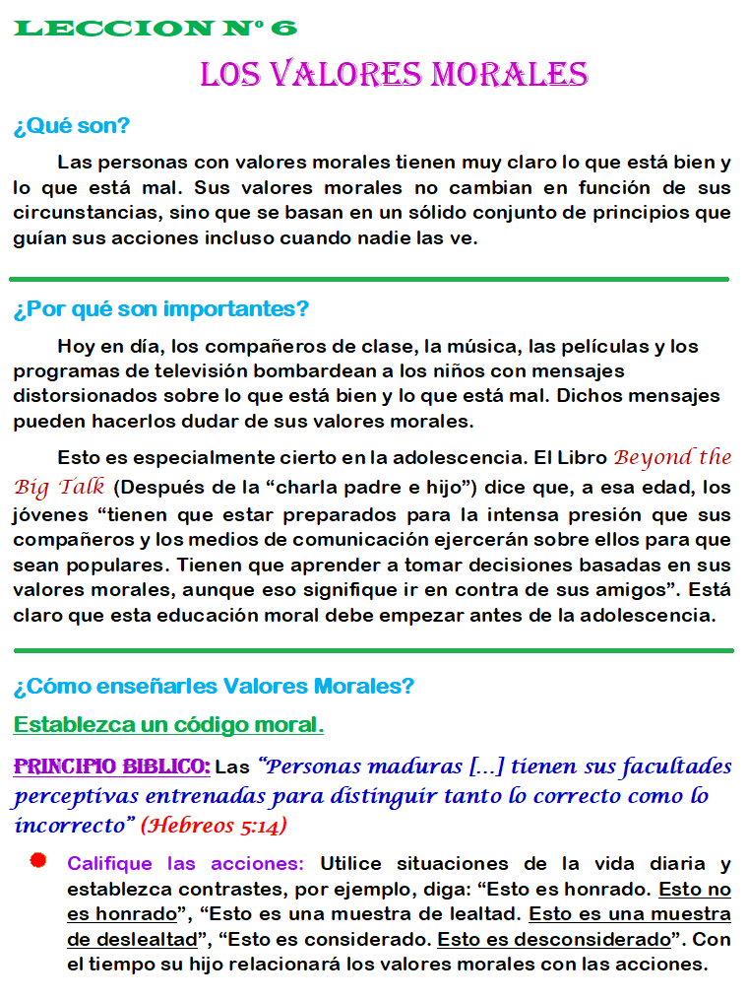 LECCION Nº 6
LOS VALORES MORALES
¿Qué son?
Las personas con valores morales tienen muy claro lo que está bien y
lo que está mal. Sus valores morales no cambian en función de sus
circunstancias, sino que se basan en un sólido conjunto de principios que
guían sus acciones incluso cuando nadie las ve.
¿Por qué son importantes?
Hoy en día, los compañeros de clase, la música, las películas y los
programas de televisión bombardean a los niños con mensajes
distorsionados sobre lo que está bien y lo que está mal. Dichos mensajes
pueden hacerlos dudar de sus valores morales.
Esto es especialmente cierto en la adolescencia. El Libro Beyond the
Big Talk (Después de la “charla padre e hijo”) dice que, a esa edad, los
jóvenes “tienen que estar preparados para la intensa presión que sus
compañeros y los medios de comunicación ejercerán sobre ellos para que
sean populares. Tienen que aprender a tomar decisiones basadas en sus
valores morales, aunque eso signifique ir en contra de sus amigos”. Está
claro que esta educación moral debe empezar antes de la adolescencia.
¿Cómo enseñarles Valores Morales?
Establezca un código moral.
PRINCIPIO BIBLICO: Las “Personas maduras […] tienen sus facultades
perceptivas entrenadas para distinguir tanto lo correcto como lo
incorrecto” (Hebreos 5:14)
Califique las acciones: Utilice situaciones de la vida diaria y
establezca contrastes, por ejemplo, diga: “Esto es honrado. Esto no
es honrado”, “Esto es una muestra de lealtad. Esto es una muestra
de deslealtad”, “Esto es considerado. Esto es desconsiderado”. Con
el tiempo su hijo relacionará los valores morales con las acciones.